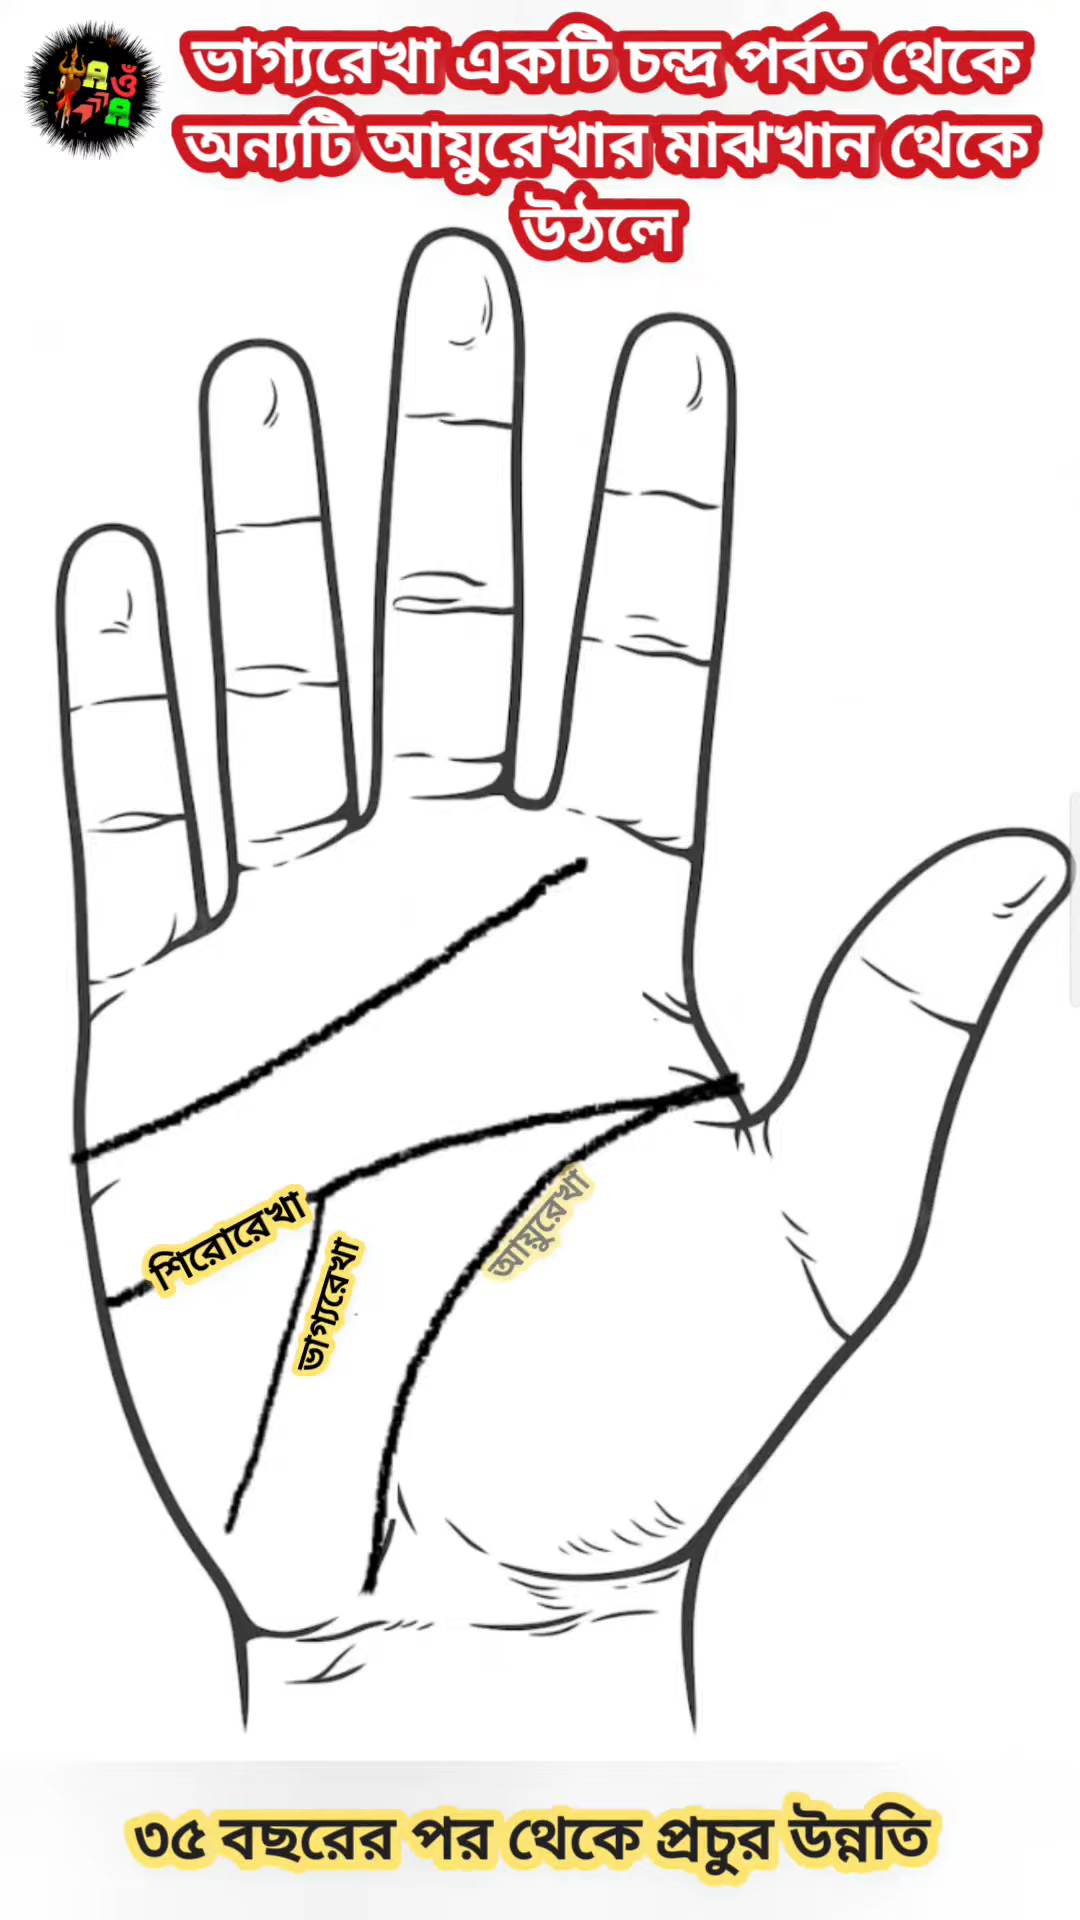 ভাগ্যরেখা একটি চন্দ্র পর্বত থেকে
অন্যটি আয়ুরেখার মাঝখান থেকে
উঠলে
শিরোরেখা
ভাগ্যরেখা
আয়ুরেখা
৩৫ বছরের পর থেকে প্রচুর উন্নতি